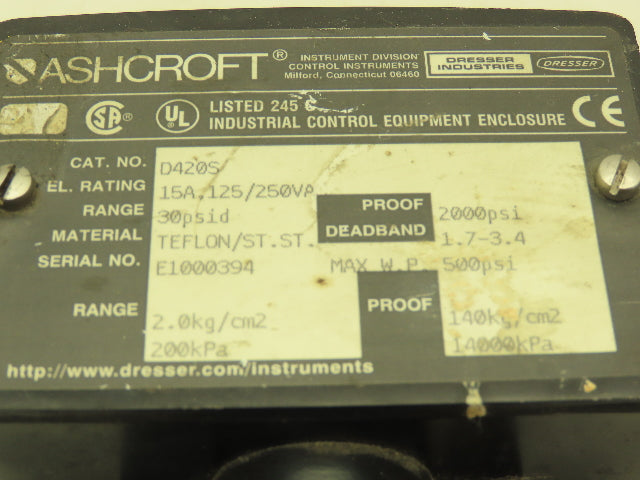 ASHCROFT®
INSTRUMENT DIVISION
CONTROL INSTRUMENTS
Milford, Connecticut 06460
DRESSER
INDUSTRIES
DRESSER
SA®
UL
LISTED 245
INDUSTRIAL CONTROL EQUIPMENT ENCLOSURE
CE
CAT. NO. D420S
EL. RATING 15A,125/250VA
RANGE 30psid PROOF 2000psi
MATERIAL TEFLON/ST.ST. DEADBAND 1.7-3.4
SERIAL NO. E1000394 MAX W.P. 500psi
RANGE 2.0kg/cm2 PROOF 140kg/cm2
200kPa 14000kPa
http://www.dresser.com/instruments